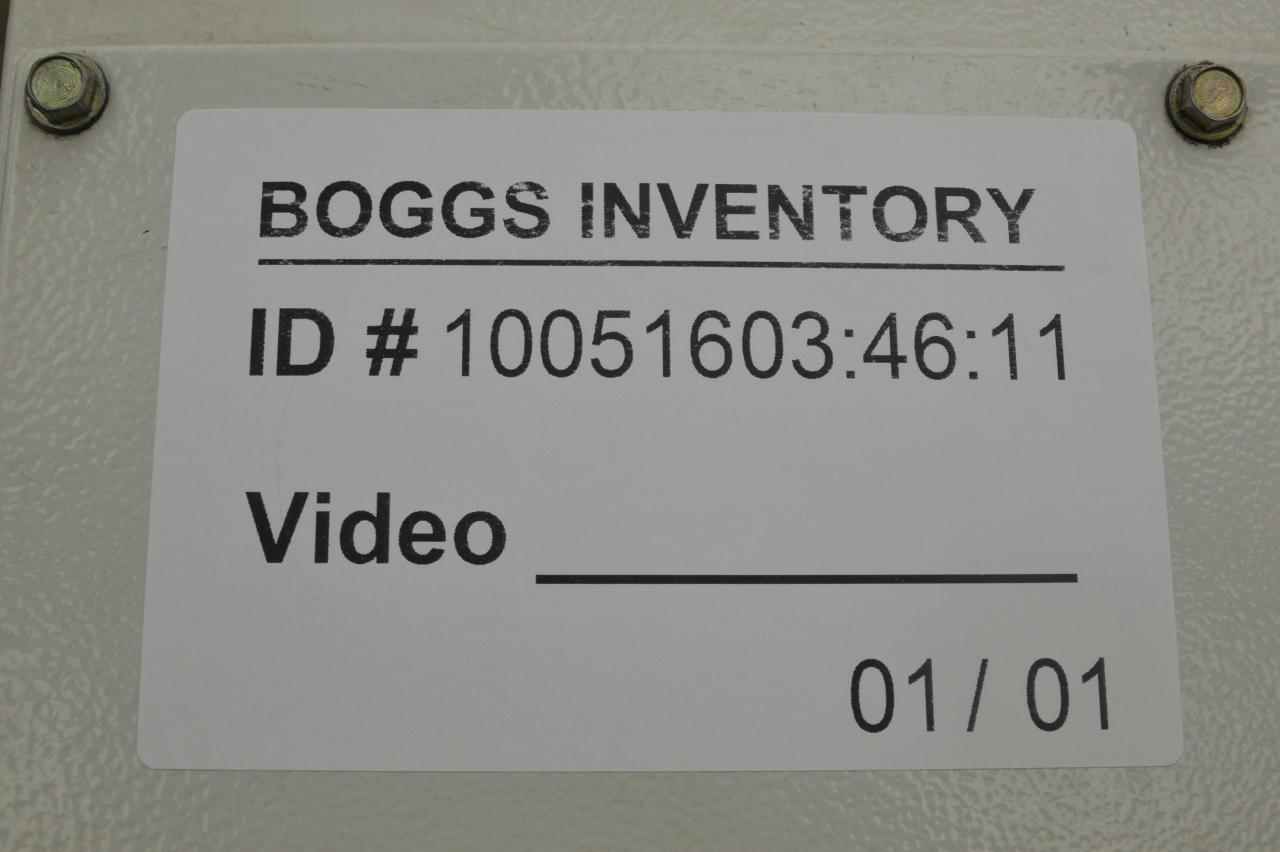 BOGGS INVENTORY
ID # 10051603:46:11
Video
01 / 01